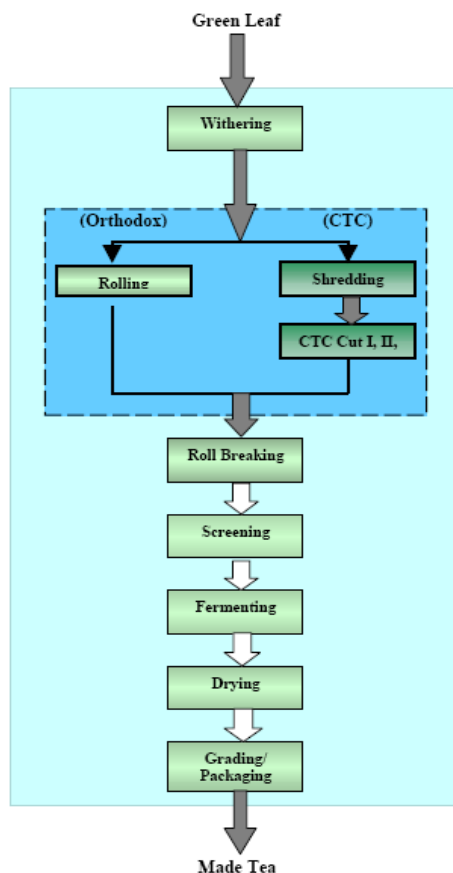 Green Leaf
Withering
(Orthodox)
(CTC)
Rolling
Shredding
CTC Cut I, II,
Roll Breaking
Screening
Fermenting
Drying
Grading/
Packaging
Made Tea